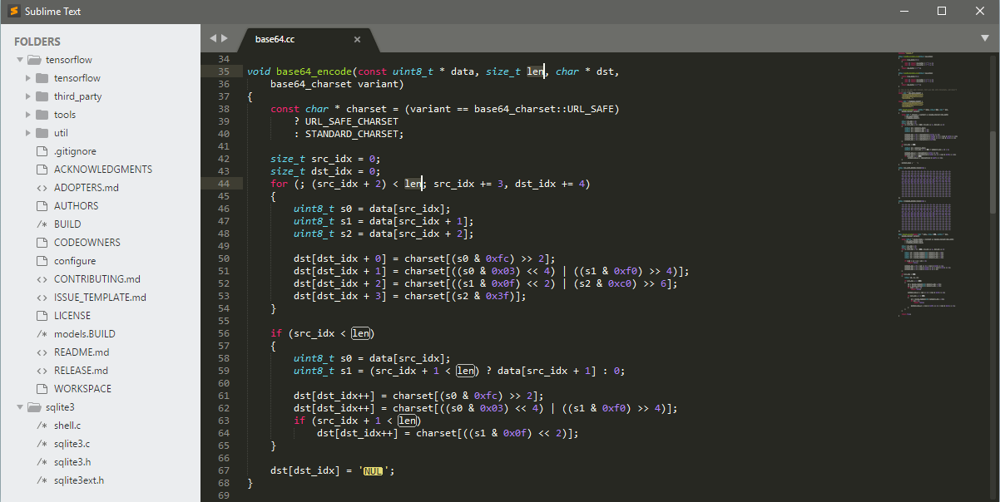 Sublime Text
FOLDERS
tensorflow
tensorflow
third_party
tools
util
.gitignore
ACKNOWLEDGMENTS
<> ADOPTERS.md
AUTHORS
/* BUILD
CODEOWNERS
configure
<> CONTRIBUTING.md
<> ISSUE_TEMPLATE.md
LICENSE
/* models.BUILD
<> README.md
<> RELEASE.md
WORKSPACE
sqlite3
/* shell.c
/* sqlite3.c
/* sqlite3.h
/* sqlite3ext.h
base64.cc ×
34
35 void base64_encode(const uint8_t * data, size_t len, char * dst,
36     base64_charset variant)
37 {
38     const char * charset = (variant == base64_charset::URL_SAFE)
39         ? URL_SAFE_CHARSET
40         : STANDARD_CHARSET;
41
42     size_t src_idx = 0;
43     size_t dst_idx = 0;
44     for (; (src_idx + 2) < len; src_idx += 3, dst_idx += 4)
45     {
46         uint8_t s0 = data[src_idx];
47         uint8_t s1 = data[src_idx + 1];
48         uint8_t s2 = data[src_idx + 2];
49
50         dst[dst_idx + 0] = charset[(s0 & 0xfc) >> 2];
51         dst[dst_idx + 1] = charset[((s0 & 0x03) << 4) | ((s1 & 0xf0) >> 4)];
52         dst[dst_idx + 2] = charset[((s1 & 0x0f) << 2) | (s2 & 0xc0) >> 6];
53         dst[dst_idx + 3] = charset[(s2 & 0x3f)];
54     }
55
56     if (src_idx < len)
57     {
58         uint8_t s0 = data[src_idx];
59         uint8_t s1 = (src_idx + 1 < len) ? data[src_idx + 1] : 0;
60
61         dst[dst_idx++] = charset[(s0 & 0xfc) >> 2];
62         dst[dst_idx++] = charset[((s0 & 0x03) << 4) | ((s1 & 0xf0) >> 4)];
63         if (src_idx + 1 < len)
64             dst[dst_idx++] = charset[((s1 & 0x0f) << 2)];
65     }
66
67     dst[dst_idx] = 'NUL';
68 }
69